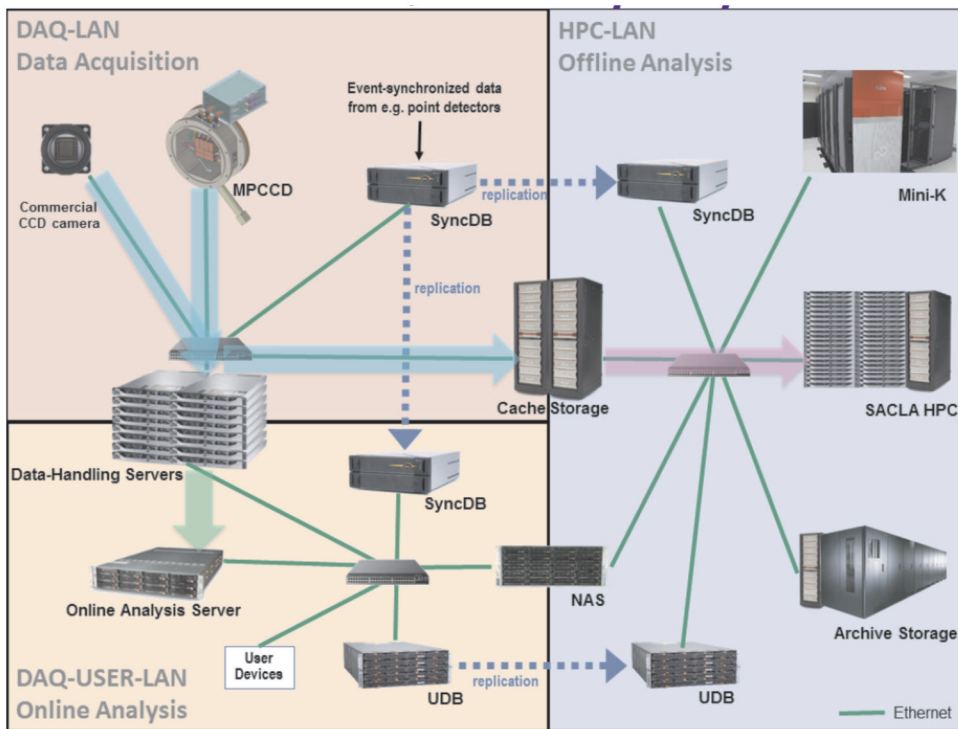 DAQ-LAN
Data Acquisition
HPC-LAN
Offline Analysis
Event-synchronized data
from e.g. point detectors
MPCCD
Commercial
CCD camera
SyncDB
replication
SyncDB
Mini-K
replication
Cache Storage
SACLA HPC
Data-Handling Servers
SyncDB
Online Analysis Server
NAS
Archive Storage
User
Devices
UDB
replication
UDB
DAQ-USER-LAN
Online Analysis
Ethernet